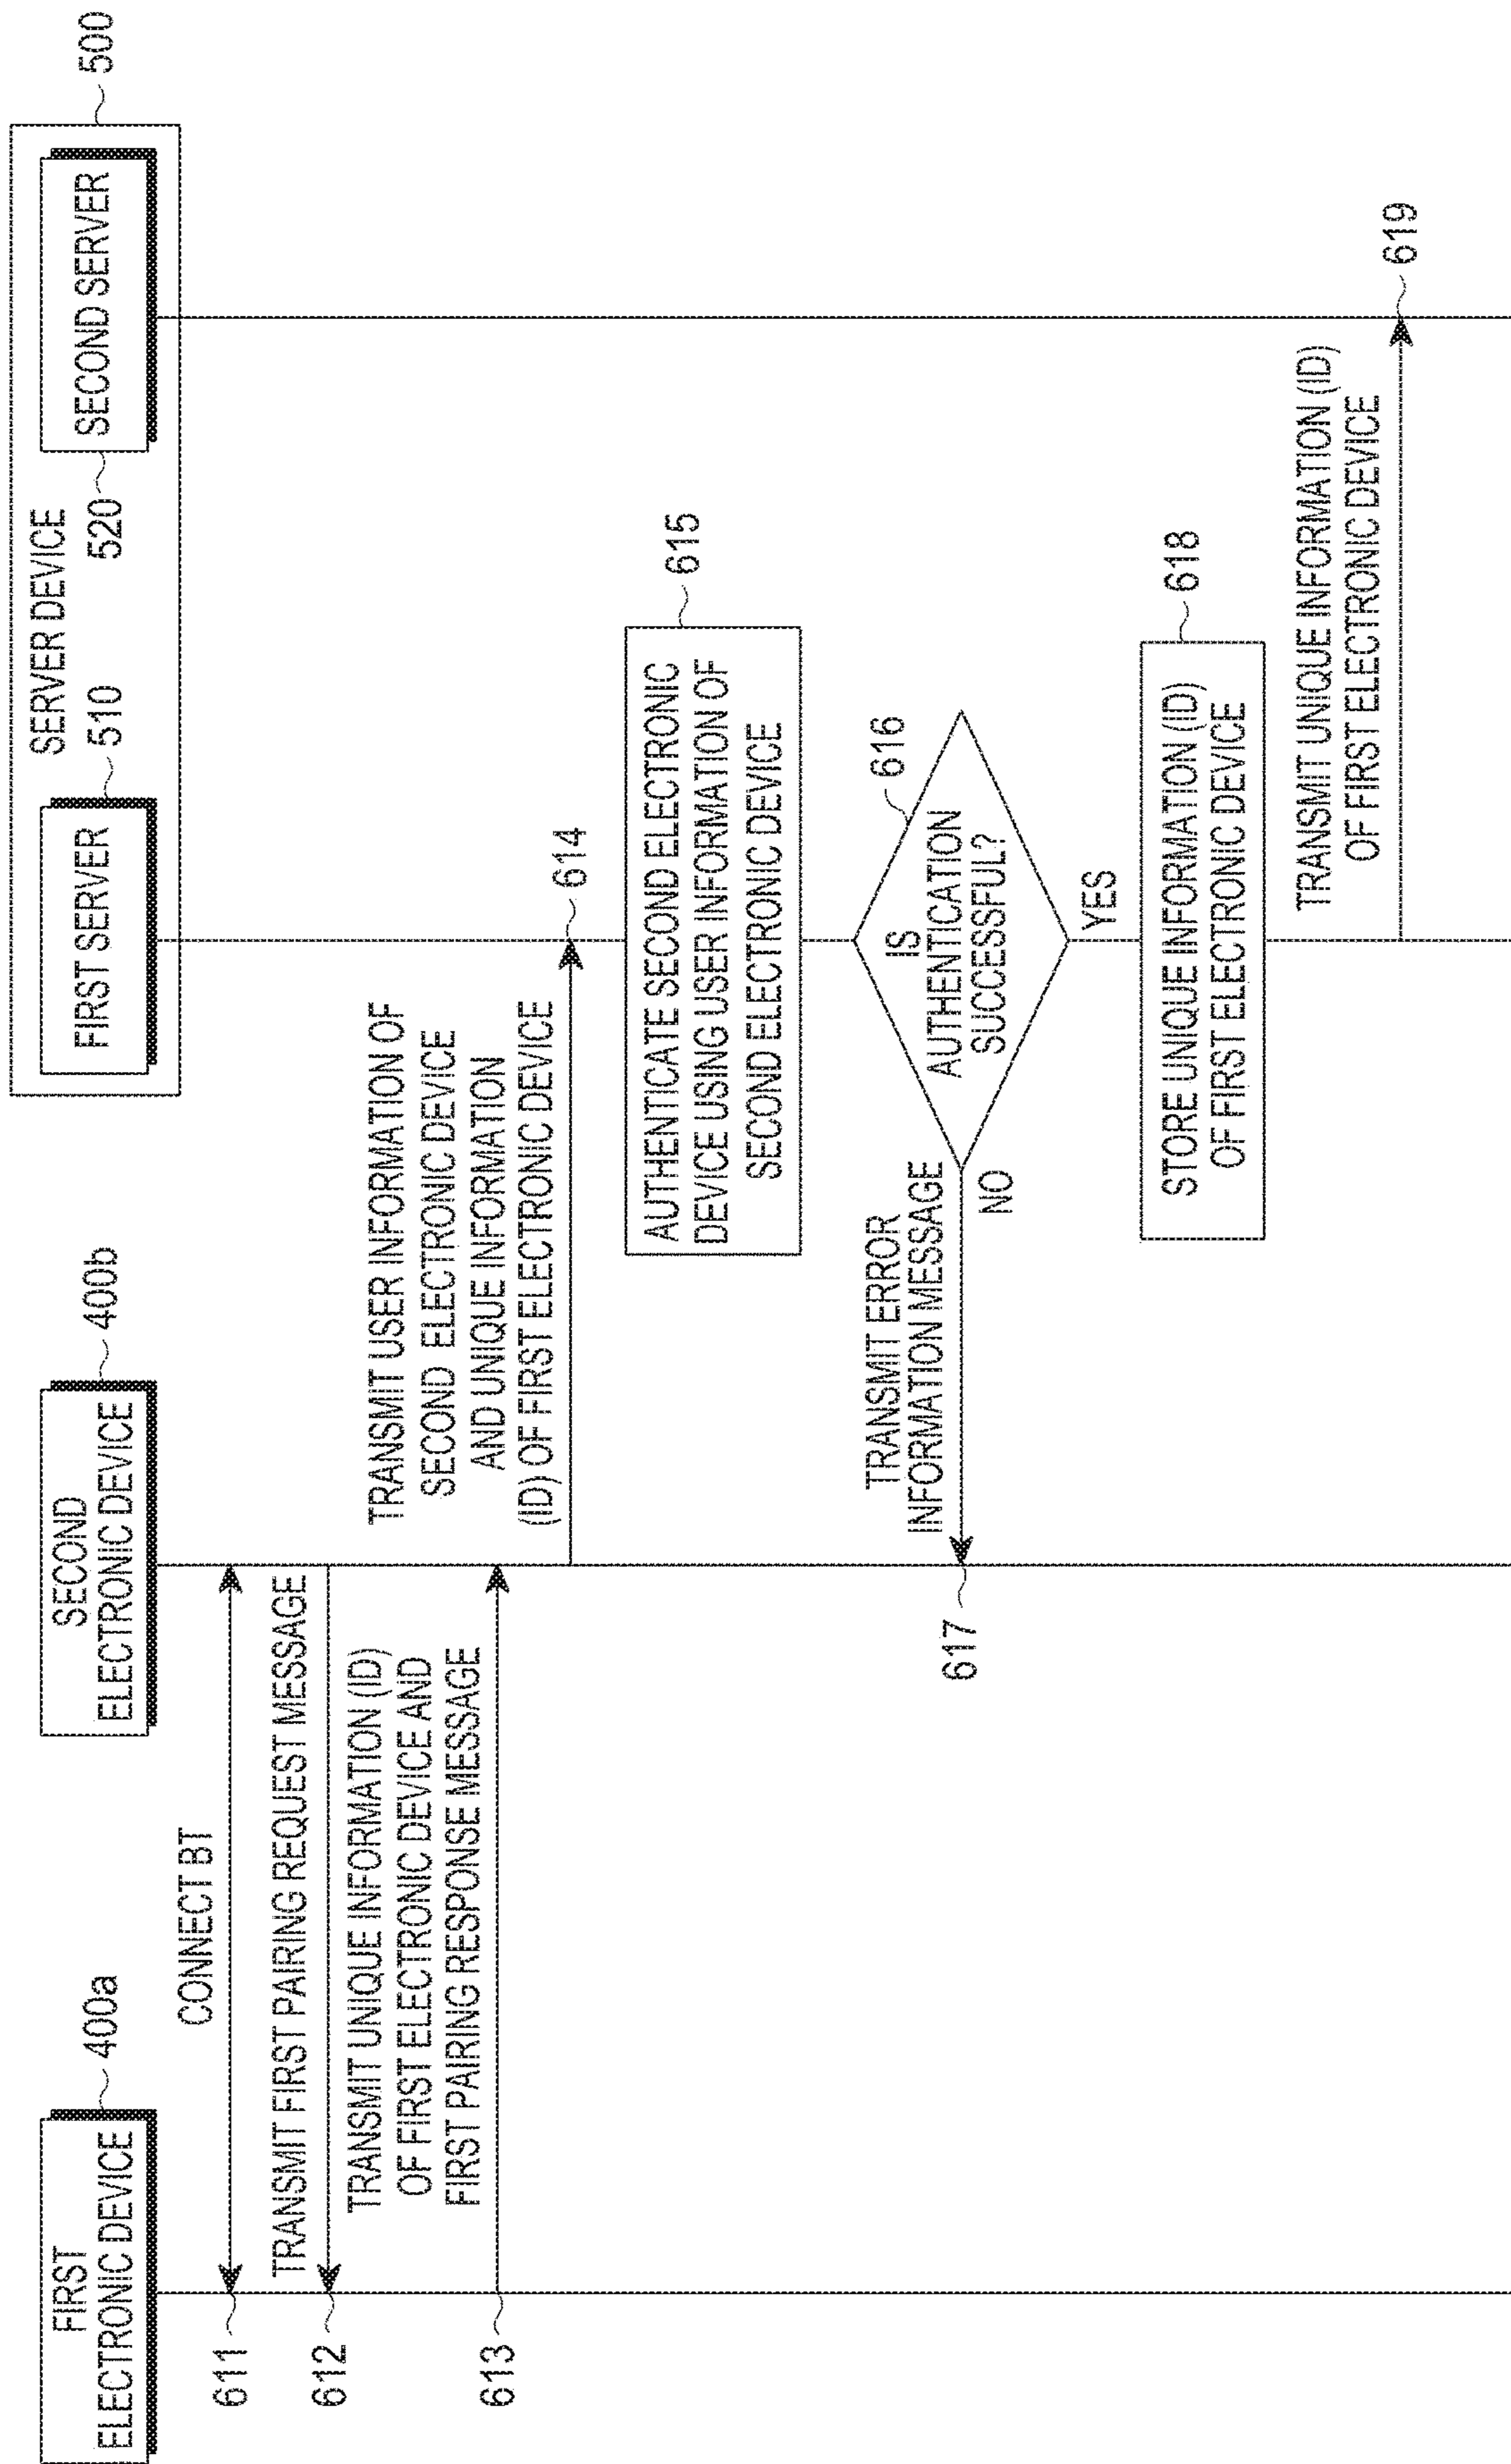 FIRST
ELECTRONIC DEVICE
400a
SECOND
ELECTRONIC DEVICE
400b
SERVER DEVICE
500
FIRST SERVER
510
SECOND SERVER
520
CONNECT BT
611
TRANSMIT FIRST PAIRING REQUEST MESSAGE
612
TRANSMIT UNIQUE INFORMATION (ID)
OF FIRST ELECTRONIC DEVICE AND
FIRST PAIRING RESPONSE MESSAGE
613
TRANSMIT USER INFORMATION OF
SECOND ELECTRONIC DEVICE
AND UNIQUE INFORMATION
(ID) OF FIRST ELECTRONIC DEVICE
614
AUTHENTICATE SECOND ELECTRONIC
DEVICE USING USER INFORMATION OF
SECOND ELECTRONIC DEVICE
615
IS
AUTHENTICATION
SUCCESSFUL?
616
TRANSMIT ERROR
INFORMATION MESSAGE
NO
617
YES
STORE UNIQUE INFORMATION (ID)
OF FIRST ELECTRONIC DEVICE
618
TRANSMIT UNIQUE INFORMATION (ID)
OF FIRST ELECTRONIC DEVICE
619